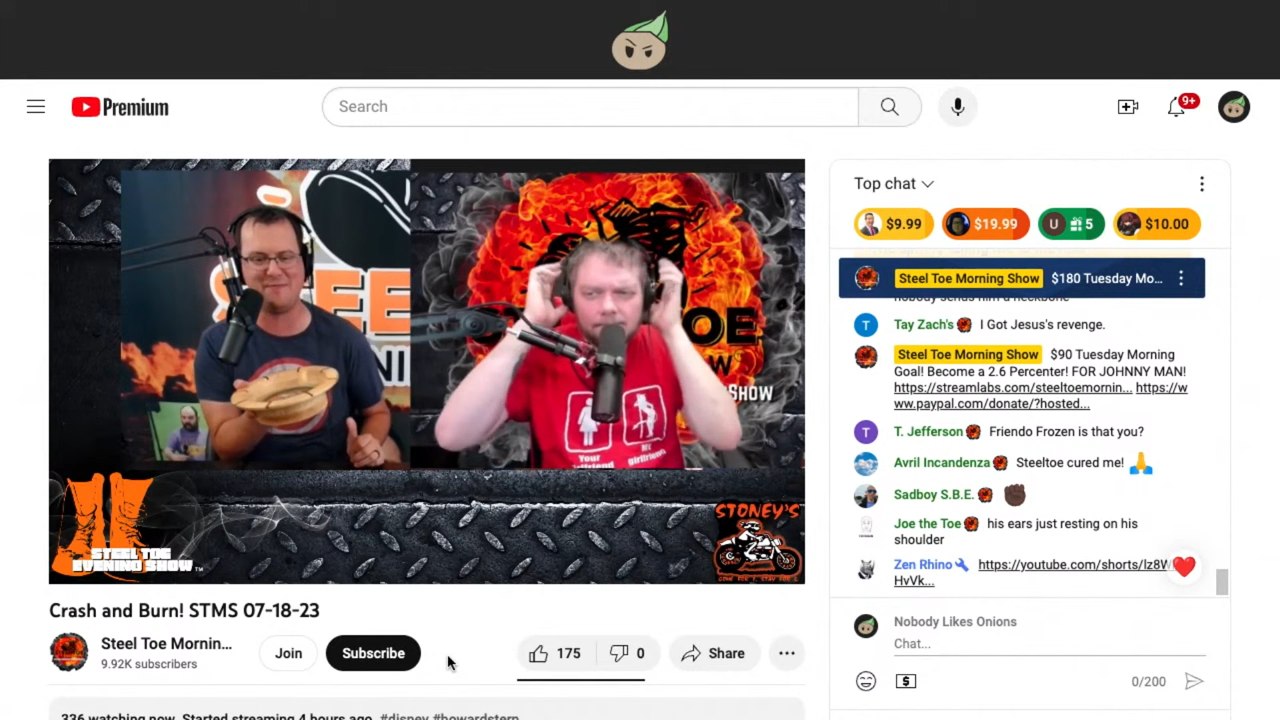 Premium
Search
9+
STEEL TOE
EVENING SHOW™
STONEY'S
Crash and Burn! STMS 07-18-23
Steel Toe Mornin...
9.92K subscribers
Join
Subscribe
175
0
Share
336 watching now Started streaming 4 hours ago #disney #howardstern
Top chat
$9.99
$19.99
U
5
$10.00
Steel Toe Morning Show $180 Tuesday Mo...
nobody sends him a neckbone
T Tay Zach's I Got Jesus's revenge.
Steel Toe Morning Show $90 Tuesday Morning
Goal! Become a 2.6 Percenter! FOR JOHNNY MAN!
https://streamlabs.com/steeltoemornin... https://w
ww.paypal.com/donate/?hosted...
T T. Jefferson Friendo Frozen is that you?
Avril Incandenza Steeltoe cured me!
Sadboy S.B.E.
Joe the Toe his ears just resting on his
shoulder
Zen Rhino https://youtube.com/shorts/lz8W
HvVk...
Nobody Likes Onions
Chat...
0/200